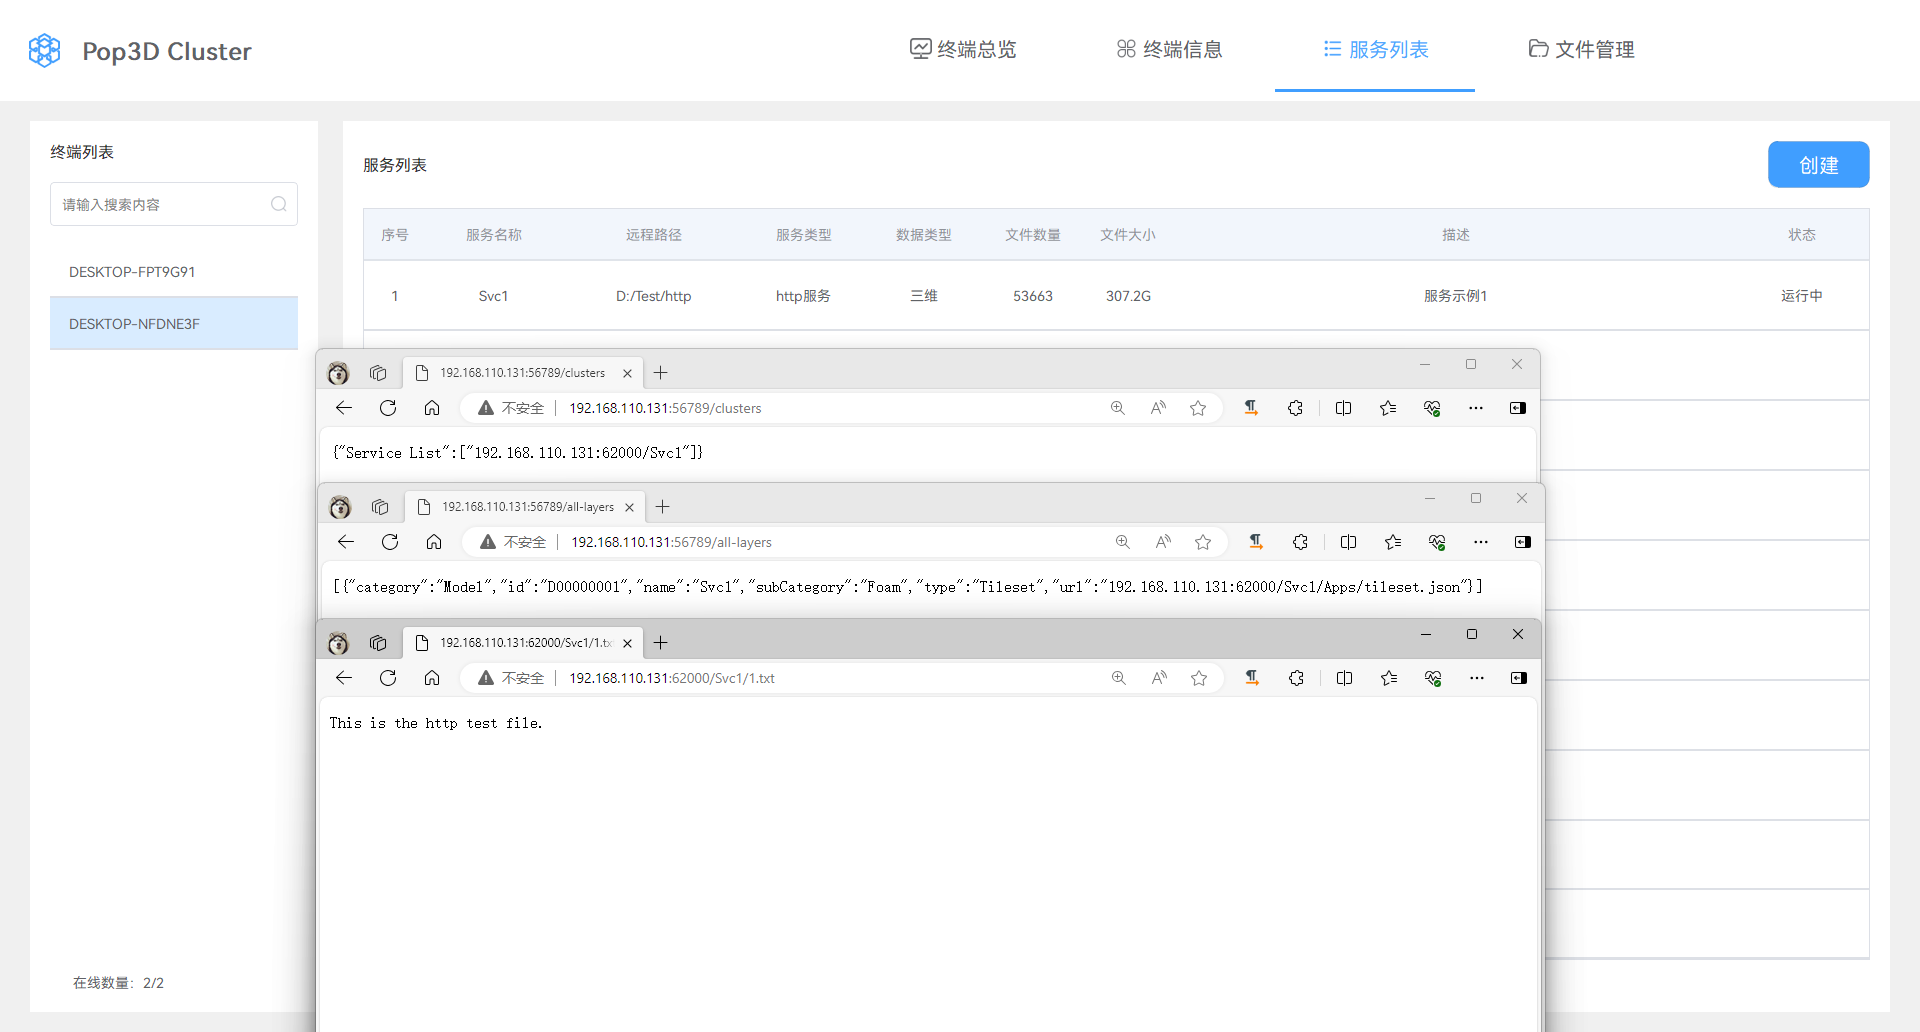 Pop3D Cluster
终端总览
终端信息
服务列表
文件管理
终端列表
请输入搜索内容
DESKTOP-FPT9G91
DESKTOP-NFDNE3F
在线数量：2/2
服务列表
创建
序号 服务名称 远程路径 服务类型 数据类型 文件数量 文件大小 描述 状态
1 Svc1 D:/Test/http http服务 三维 53663 307.2G 服务示例1 运行中
192.168.110.131:56789/clusters
不安全 192.168.110.131:56789/clusters
{"Service List":["192.168.110.131:62000/Svc1"]}
192.168.110.131:56789/all-layers
不安全 192.168.110.131:56789/all-layers
[{"category":"Model","id":"D00000001","name":"Svc1","subCategory":"Foam","type":"Tileset","url":"192.168.110.131:62000/Svc1/Apps/tileset.json"}]
192.168.110.131:62000/Svc1/1.tx
不安全 192.168.110.131:62000/Svc1/1.txt
This is the http test file.